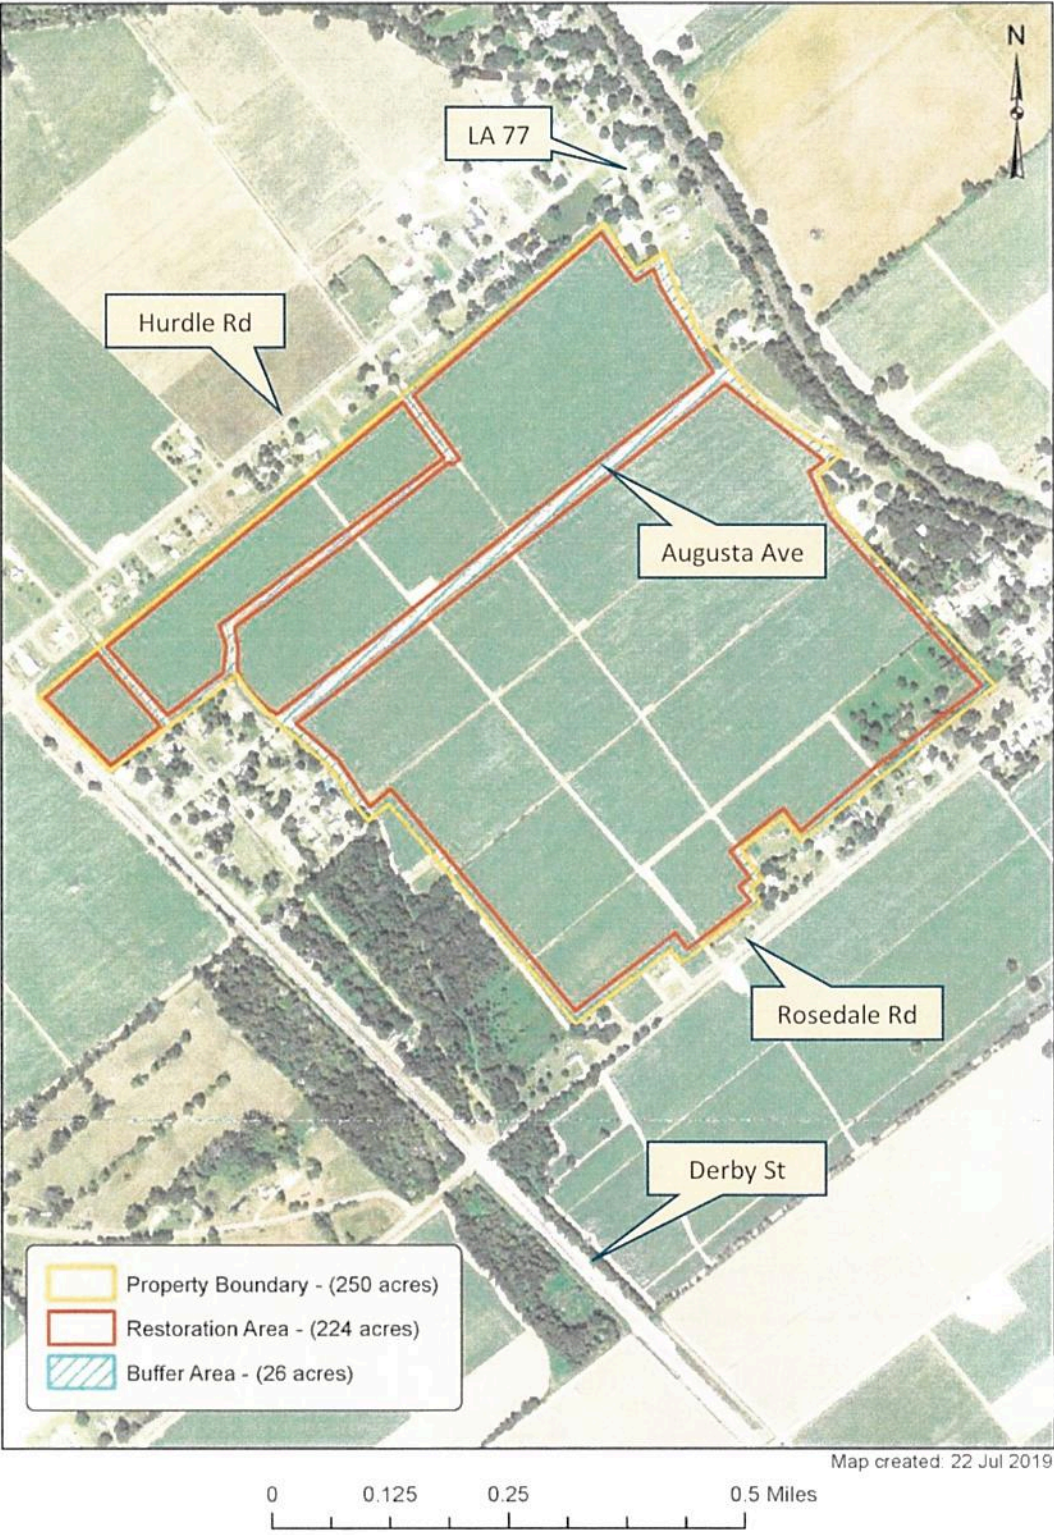 N
LA 77
Hurdle Rd
Augusta Ave
Rosedale Rd
Derby St
Property Boundary - (250 acres)
Restoration Area - (224 acres)
Buffer Area - (26 acres)
Map created: 22 Jul 2019
0 0.125 0.25 0.5 Miles